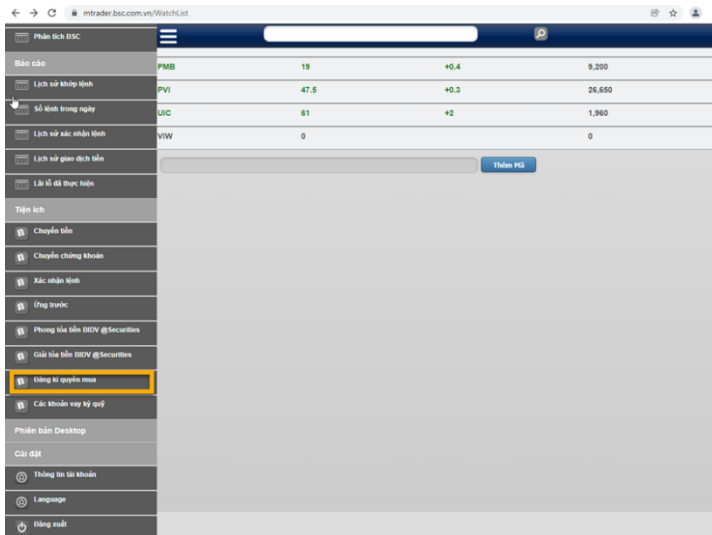 mtrader.bsc.com.vn/WatchList
Phân tích BSC
Báo cáo
Lịch sử khớp lệnh
Sổ lệnh trong ngày
Lịch sử xác nhận lệnh
Lịch sử giao dịch tiền
Lãi lỗ đã thực hiện
Tiện ích
Chuyển tiền
Chuyển chứng khoán
Xác nhận lệnh
Ứng trước
Phong tỏa tiền BIDV @Securities
Giải tỏa tiền BIDV @Securities
Đăng kí quyền mua
Các khoản vay ký quỹ
Phiên bản Desktop
Cài đặt
Thông tin tài khoản
Language
Đăng xuất
PMB 19 +0.4 9,200
PVI 47.5 +0.3 26,650
UIC 61 +2 1,960
VIW 0 0
Thêm Mã